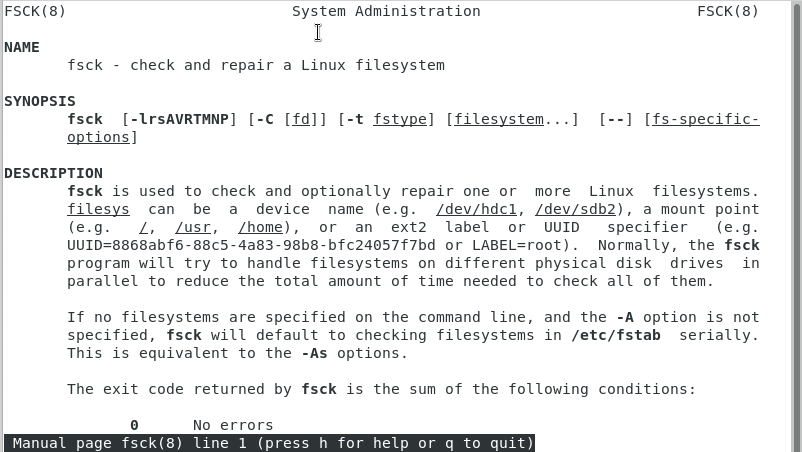 FSCK(8)                         System Administration                        FSCK(8)
NAME
fsck - check and repair a Linux filesystem
SYNOPSIS
fsck [-lrsAVRTMNP] [-C [fd]] [-t fstype] [filesystem...] [--] [fs-specific-
options]
DESCRIPTION
fsck is used to check and optionally repair one or more Linux filesystems.
filesys can be a device name (e.g. /dev/hdc1, /dev/sdb2), a mount point
(e.g. /, /usr, /home), or an ext2 label or UUID specifier (e.g.
UUID=8868abf6-88c5-4a83-98b8-bfc24057f7bd or LABEL=root). Normally, the fsck
program will try to handle filesystems on different physical disk drives in
parallel to reduce the total amount of time needed to check all of them.
If no filesystems are specified on the command line, and the -A option is not
specified, fsck will default to checking filesystems in /etc/fstab serially.
This is equivalent to the -As options.
The exit code returned by fsck is the sum of the following conditions:
0      No errors
Manual page fsck(8) line 1 (press h for help or q to quit)